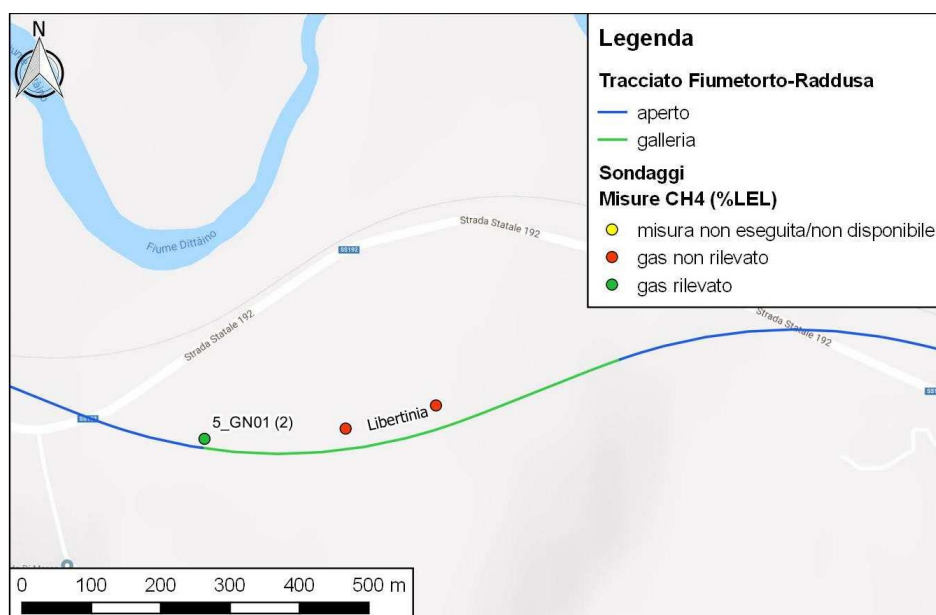 N
Legenda
Tracciato Fiumetorto-Raddusa
aperto
galleria
Sondaggi
Misure CH4 (%LEL)
misura non eseguita/non disponibile
gas non rilevato
gas rilevato
Strada Statale 192
Fiume Dittàino
SS192
Strada Statale 192
Strada Statale 192
5_GN01 (2)
Libertinia
0 100 200 300 400 500 m